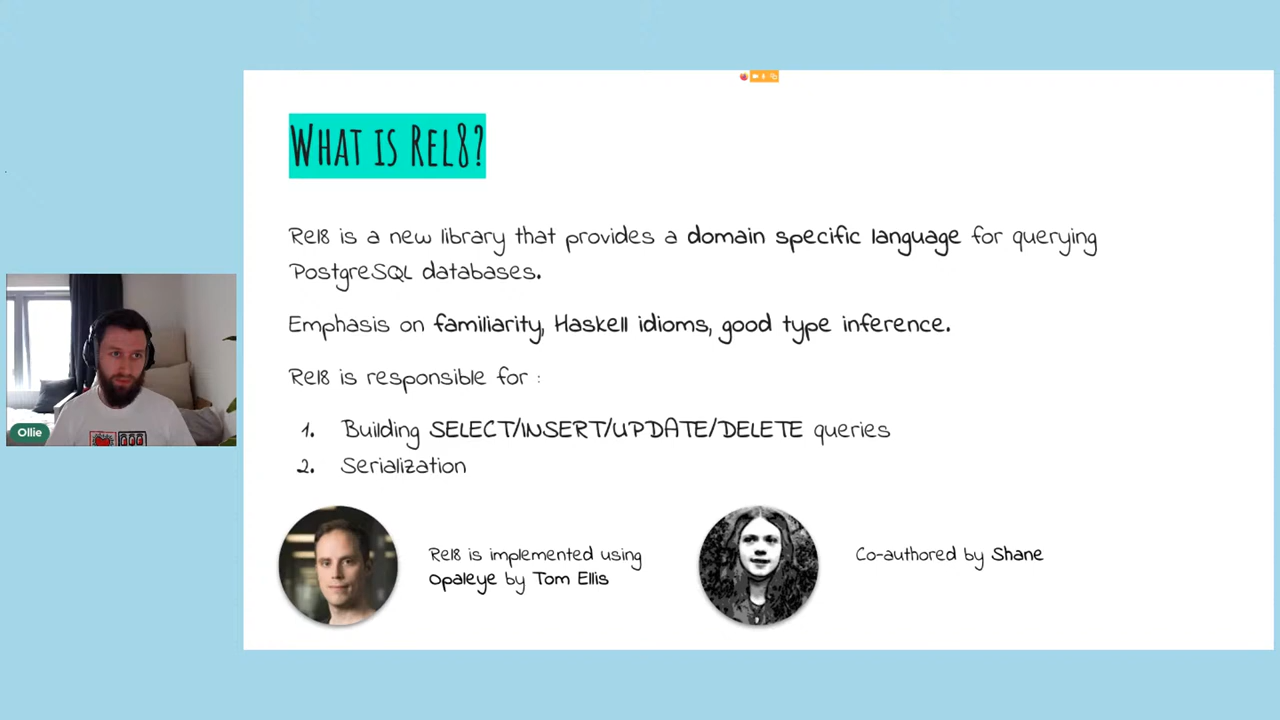 What is Rel8?
Rel8 is a new library that provides a domain specific language for querying
PostgreSQL databases.
Emphasis on familiarity, Haskell idioms, good type inference.
Rel8 is responsible for :
1. Building SELECT/INSERT/UPDATE/DELETE queries
2. Serialization
Ollie
Rel8 is implemented using
Opaleye by Tom Ellis
Co-authored by Shane